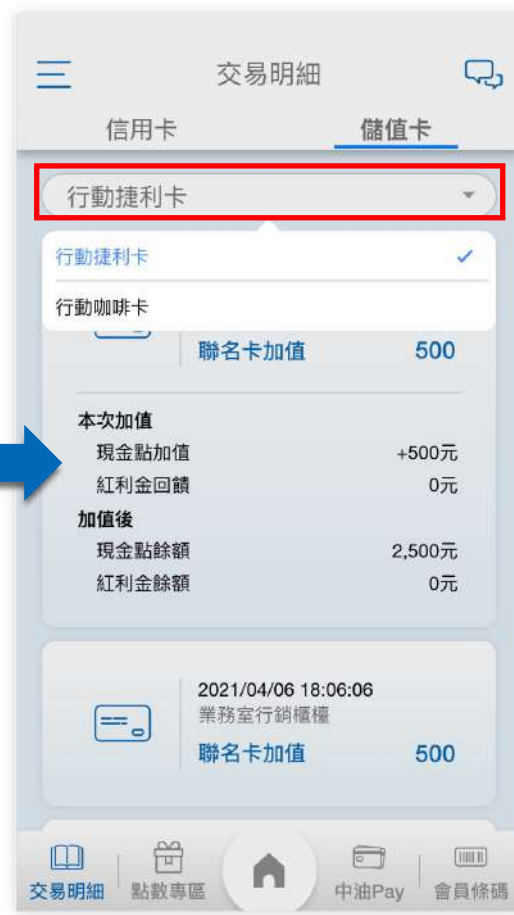 交易明細
信用卡 儲值卡
行動捷利卡
行動捷利卡
行動咖啡卡
聯名卡加值 500
本次加值
現金點加值 +500元
紅利金回饋 0元
加值後
現金點餘額 2,500元
紅利金餘額 0元
2021/04/06 18:06:06
業務室行銷櫃檯
聯名卡加值 500
交易明細 點數專區 中油Pay 會員條碼